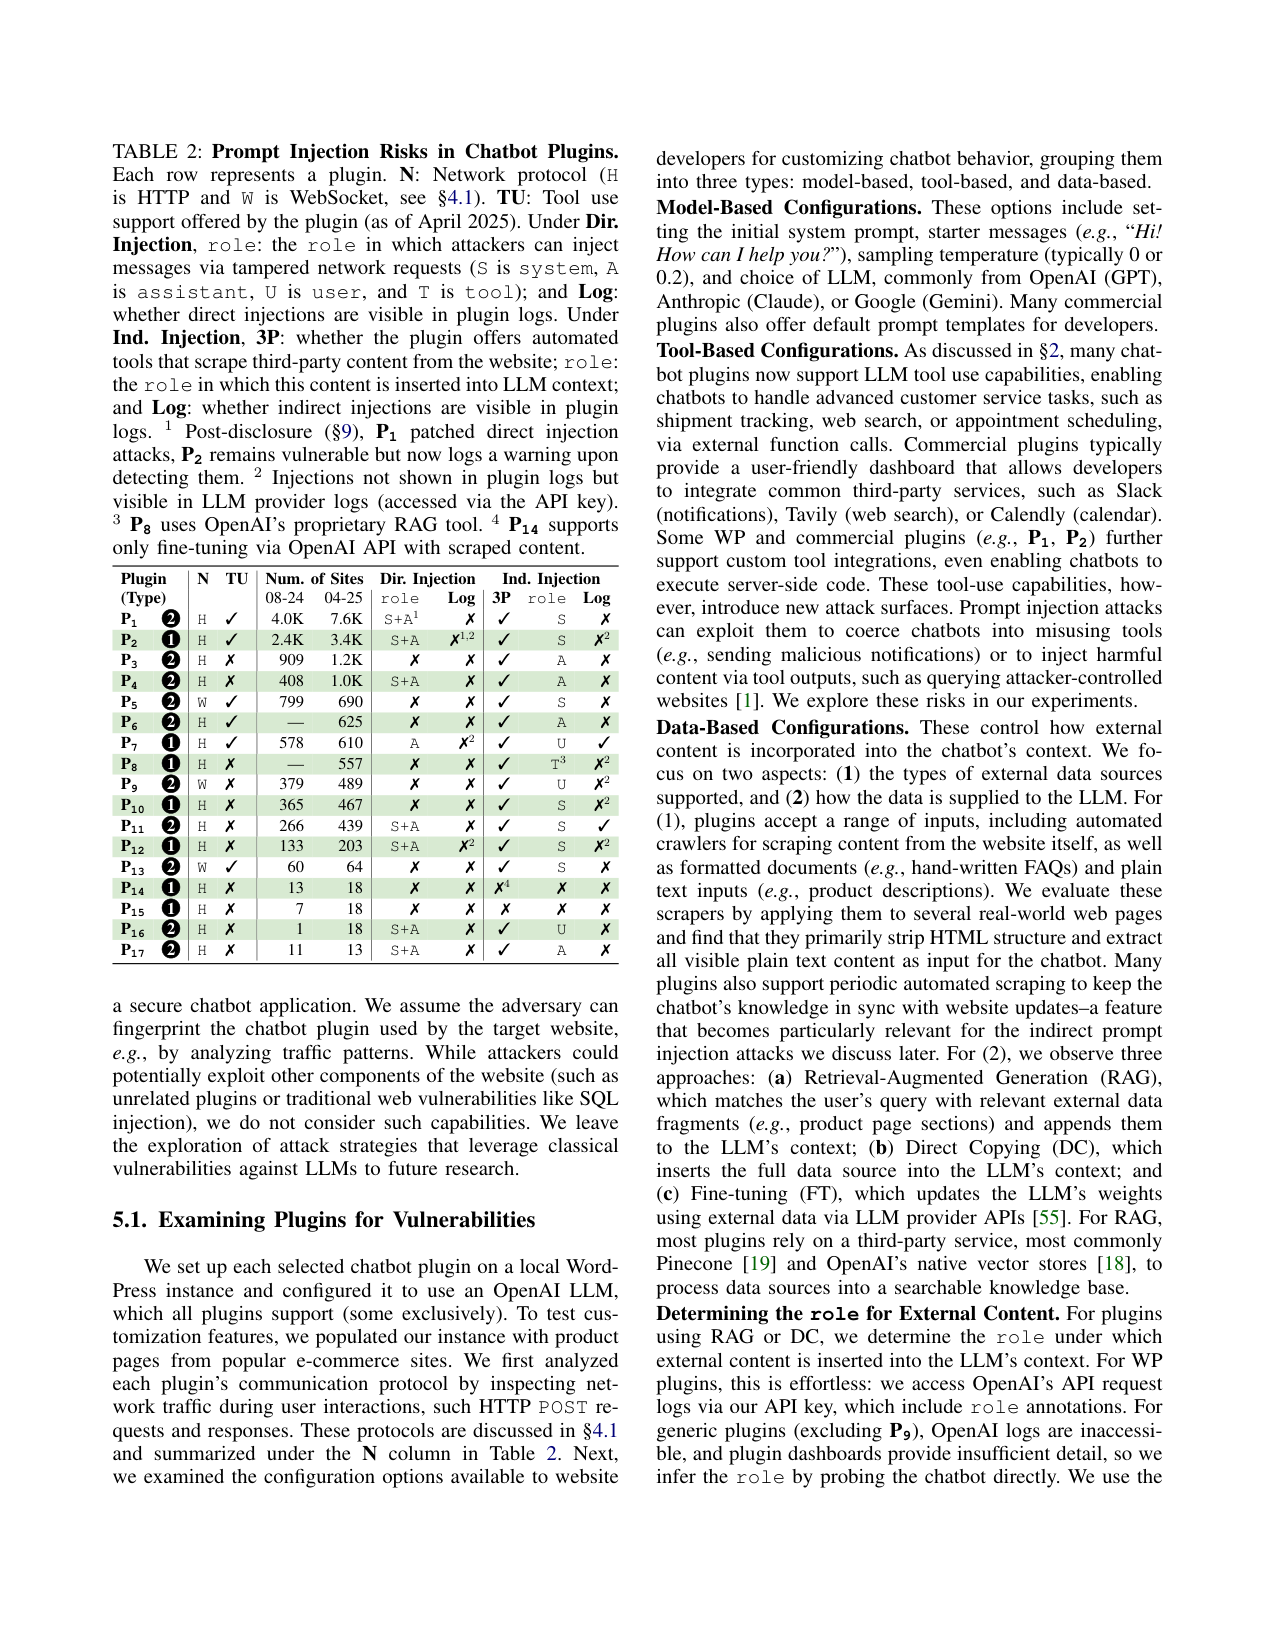 TABLE 2: Prompt Injection Risks in Chatbot Plugins.
Each row represents a plugin. N: Network protocol (H
is HTTP and W is WebSocket, see §4.1). TU: Tool use
support offered by the plugin (as of April 2025). Under Dir.
Injection, role: the role in which attackers can inject
messages via tampered network requests (S is system, A
is assistant, U is user, and T is tool); and Log:
whether direct injections are visible in plugin logs. Under
Ind. Injection, 3P: whether the plugin offers automated
tools that scrape third-party content from the website; role:
the role in which this content is inserted into LLM context;
and Log: whether indirect injections are visible in plugin
logs. ¹ Post-disclosure (§9), P₁ patched direct injection
attacks, P₂ remains vulnerable but now logs a warning upon
detecting them. ² Injections not shown in plugin logs but
visible in LLM provider logs (accessed via the API key).
³ P₈ uses OpenAI's proprietary RAG tool. ⁴ P₁₄ supports
only fine-tuning via OpenAI API with scraped content.
Plugin N TU Num. of Sites Dir. Injection Ind. Injection
(Type) 08-24 04-25 role Log 3P role Log
P₁ ❷ H ✓ 4.0K 7.6K S+A¹ ✗ ✓ S ✗
P₂ ❶ H ✓ 2.4K 3.4K S+A ✗¹,² ✓ S ✗²
P₃ ❷ H ✗ 909 1.2K ✗ ✗ ✓ A ✗
P₄ ❷ H ✗ 408 1.0K S+A ✗ ✓ A ✗
P₅ ❷ W ✓ 799 690 ✗ ✗ ✓ S ✗
P₆ ❷ H ✓ — 625 ✗ ✗ ✓ A ✗
P₇ ❶ H ✓ 578 610 A ✗² ✓ U ✓
P₈ ❶ H ✗ — 557 ✗ ✗ ✓ T³ ✗²
P₉ ❷ W ✗ 379 489 ✗ ✗ ✓ U ✗²
P₁₀ ❶ H ✗ 365 467 ✗ ✗ ✓ S ✗²
P₁₁ ❷ H ✗ 266 439 S+A ✗ ✓ S ✓
P₁₂ ❶ H ✗ 133 203 S+A ✗² ✓ S ✗²
P₁₃ ❷ W ✓ 60 64 ✗ ✗ ✓ S ✗
P₁₄ ❶ H ✗ 13 18 ✗ ✗ ✗⁴ ✗ ✗
P₁₅ ❶ H ✗ 7 18 ✗ ✗ ✗ ✗ ✗
P₁₆ ❷ H ✗ 1 18 S+A ✗ ✓ U ✗
P₁₇ ❷ H ✗ 11 13 S+A ✗ ✓ A ✗
a secure chatbot application. We assume the adversary can
fingerprint the chatbot plugin used by the target website,
e.g., by analyzing traffic patterns. While attackers could
potentially exploit other components of the website (such as
unrelated plugins or traditional web vulnerabilities like SQL
injection), we do not consider such capabilities. We leave
the exploration of attack strategies that leverage classical
vulnerabilities against LLMs to future research.
5.1. Examining Plugins for Vulnerabilities
We set up each selected chatbot plugin on a local Word-
Press instance and configured it to use an OpenAI LLM,
which all plugins support (some exclusively). To test cus-
tomization features, we populated our instance with product
pages from popular e-commerce sites. We first analyzed
each plugin's communication protocol by inspecting net-
work traffic during user interactions, such HTTP POST re-
quests and responses. These protocols are discussed in §4.1
and summarized under the N column in Table 2. Next,
we examined the configuration options available to website
developers for customizing chatbot behavior, grouping them
into three types: model-based, tool-based, and data-based.
Model-Based Configurations. These options include set-
ting the initial system prompt, starter messages (e.g., “Hi!
How can I help you?”), sampling temperature (typically 0 or
0.2), and choice of LLM, commonly from OpenAI (GPT),
Anthropic (Claude), or Google (Gemini). Many commercial
plugins also offer default prompt templates for developers.
Tool-Based Configurations. As discussed in §2, many chat-
bot plugins now support LLM tool use capabilities, enabling
chatbots to handle advanced customer service tasks, such as
shipment tracking, web search, or appointment scheduling,
via external function calls. Commercial plugins typically
provide a user-friendly dashboard that allows developers
to integrate common third-party services, such as Slack
(notifications), Tavily (web search), or Calendly (calendar).
Some WP and commercial plugins (e.g., P₁, P₂) further
support custom tool integrations, even enabling chatbots to
execute server-side code. These tool-use capabilities, how-
ever, introduce new attack surfaces. Prompt injection attacks
can exploit them to coerce chatbots into misusing tools
(e.g., sending malicious notifications) or to inject harmful
content via tool outputs, such as querying attacker-controlled
websites [1]. We explore these risks in our experiments.
Data-Based Configurations. These control how external
content is incorporated into the chatbot's context. We fo-
cus on two aspects: (1) the types of external data sources
supported, and (2) how the data is supplied to the LLM. For
(1), plugins accept a range of inputs, including automated
crawlers for scraping content from the website itself, as well
as formatted documents (e.g., hand-written FAQs) and plain
text inputs (e.g., product descriptions). We evaluate these
scrapers by applying them to several real-world web pages
and find that they primarily strip HTML structure and extract
all visible plain text content as input for the chatbot. Many
plugins also support periodic automated scraping to keep the
chatbot's knowledge in sync with website updates–a feature
that becomes particularly relevant for the indirect prompt
injection attacks we discuss later. For (2), we observe three
approaches: (a) Retrieval-Augmented Generation (RAG),
which matches the user's query with relevant external data
fragments (e.g., product page sections) and appends them
to the LLM's context; (b) Direct Copying (DC), which
inserts the full data source into the LLM's context; and
(c) Fine-tuning (FT), which updates the LLM's weights
using external data via LLM provider APIs [55]. For RAG,
most plugins rely on a third-party service, most commonly
Pinecone [19] and OpenAI's native vector stores [18], to
process data sources into a searchable knowledge base.
Determining the role for External Content. For plugins
using RAG or DC, we determine the role under which
external content is inserted into the LLM's context. For WP
plugins, this is effortless: we access OpenAI's API request
logs via our API key, which include role annotations. For
generic plugins (excluding P₉), OpenAI logs are inaccessi-
ble, and plugin dashboards provide insufficient detail, so we
infer the role by probing the chatbot directly. We use the